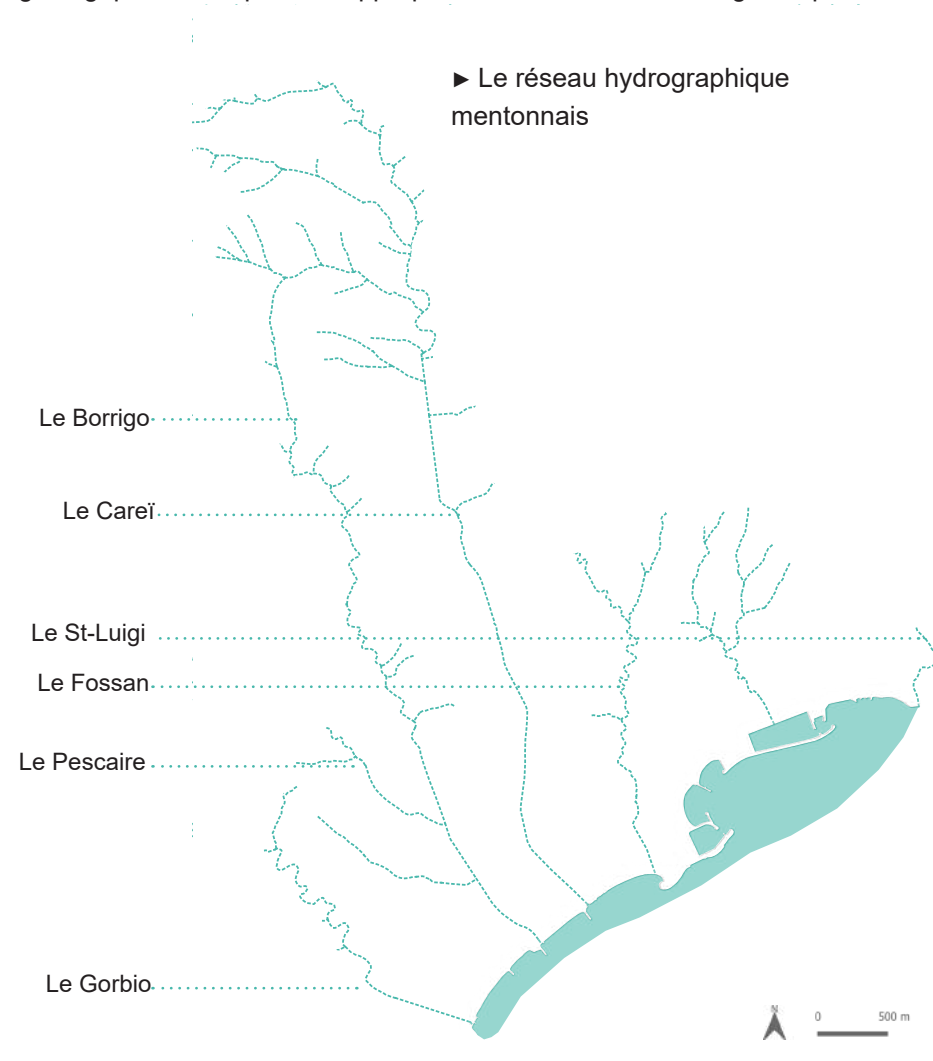 ► Le réseau hydrographique
mentonnais
Le Borrigo
Le Careï
Le St-Luigi
Le Fossan
Le Pescaire
Le Gorbio
N
0 500 m